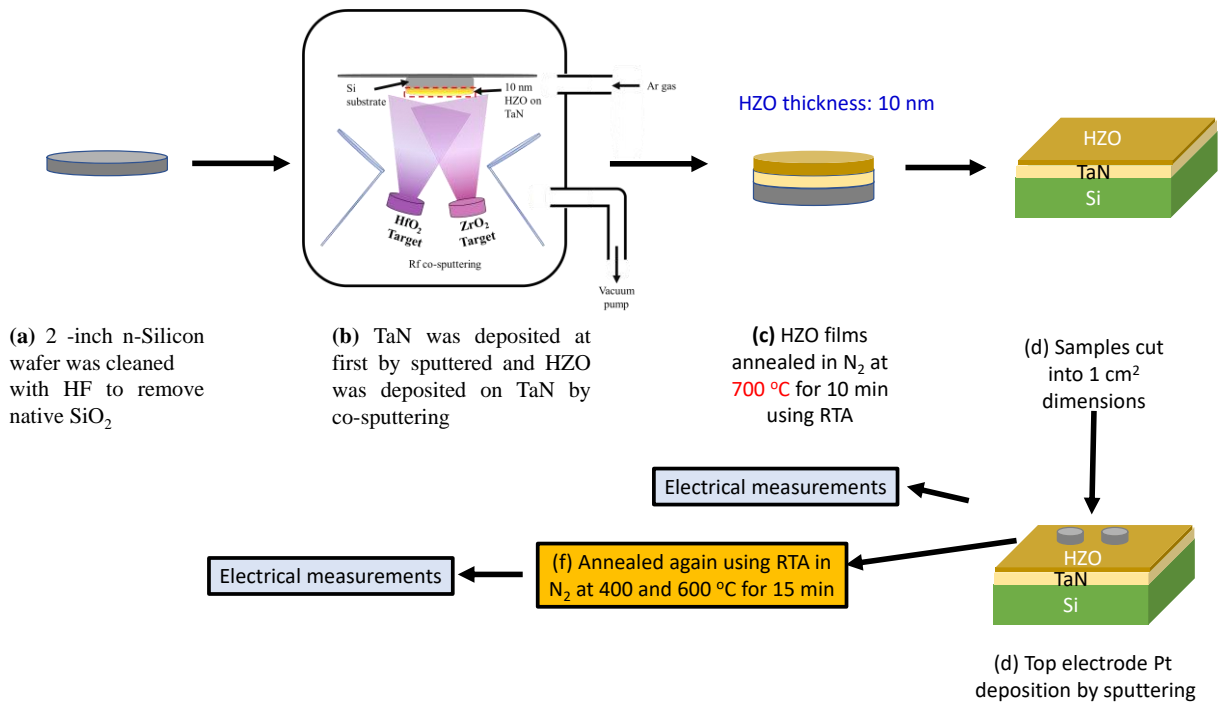 Si
substrate
10 nm
HZO on
TaN
Ar gas
HfO₂
Target
ZrO₂
Target
Rf co-sputtering
Vacuum
pump
HZO thickness: 10 nm
HZO
TaN
Si
(a) 2 -inch n-Silicon
wafer was cleaned
with HF to remove
native SiO₂
(b) TaN was deposited at
first by sputtered and HZO
was deposited on TaN by
co-sputtering
(c) HZO films
annealed in N₂ at
700 ᵒC for 10 min
using RTA
(d) Samples cut
into 1 cm²
dimensions
Electrical measurements
HZO
TaN
Si
(f) Annealed again using RTA in
N₂ at 400 and 600 ᵒC for 15 min
Electrical measurements
(d) Top electrode Pt
deposition by sputtering